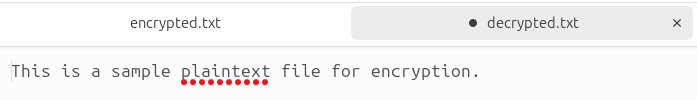 encrypted.txt
decrypted.txt
This is a sample plaintext file for encryption.